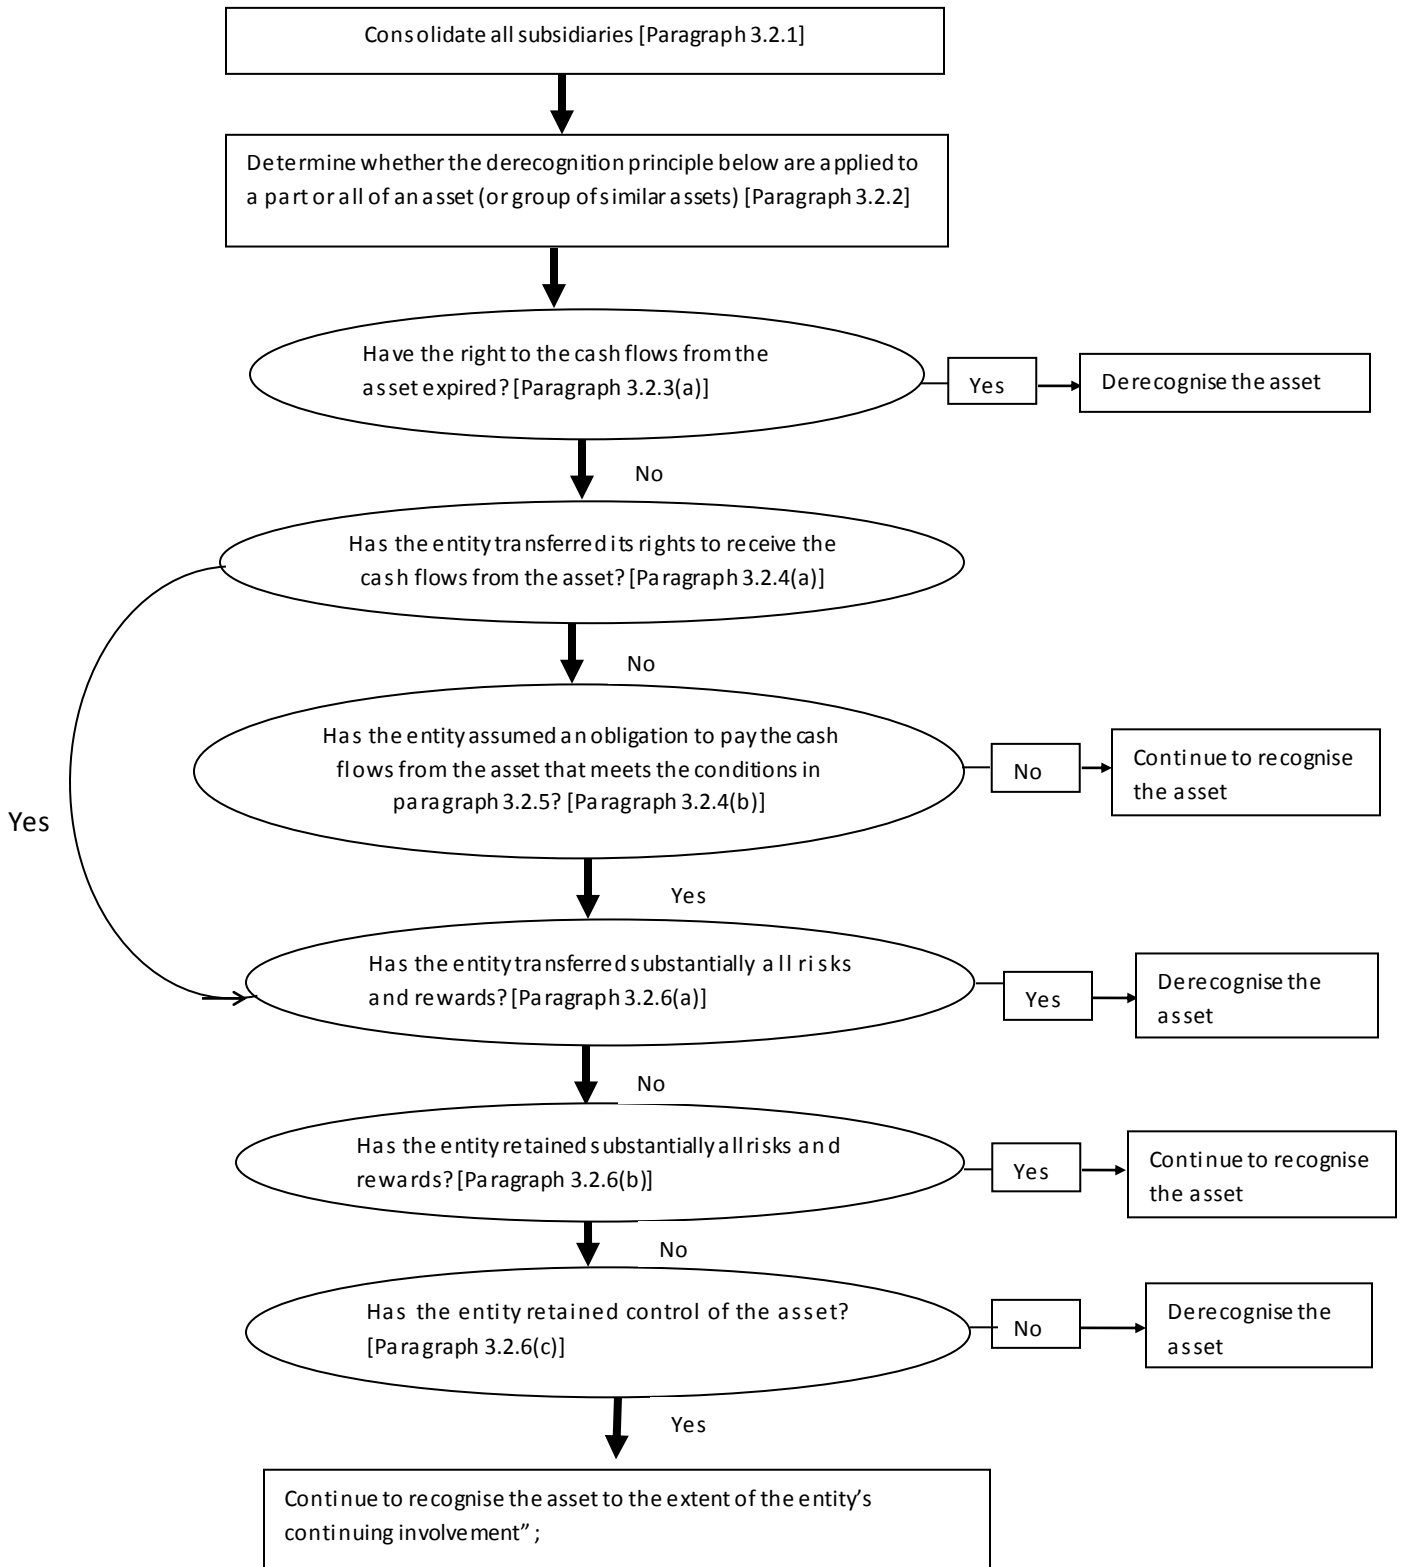 Consolidate all subsidiaries [Paragraph 3.2.1]
Determine whether the derecognition principle below are applied to
a part or all of an asset (or group of similar assets) [Paragraph 3.2.2]
Have the right to the cash flows from the
asset expired? [Paragraph 3.2.3(a)]
Yes
Derecognise the asset
No
Has the entity transferred its rights to receive the
cash flows from the asset? [Paragraph 3.2.4(a)]
No
Has the entity assumed an obligation to pay the cash
flows from the asset that meets the conditions in
paragraph 3.2.5? [Paragraph 3.2.4(b)]
No
Continue to recognise
the asset
Yes
Yes
Has the entity transferred substantially all risks
and rewards? [Paragraph 3.2.6(a)]
Yes
Derecognise the
asset
No
Has the entity retained substantially all risks and
rewards? [Paragraph 3.2.6(b)]
Yes
Continue to recognise
the asset
No
Has the entity retained control of the asset?
[Paragraph 3.2.6(c)]
No
Derecognise the
asset
Yes
Continue to recognise the asset to the extent of the entity’s
continuing involvement” ;